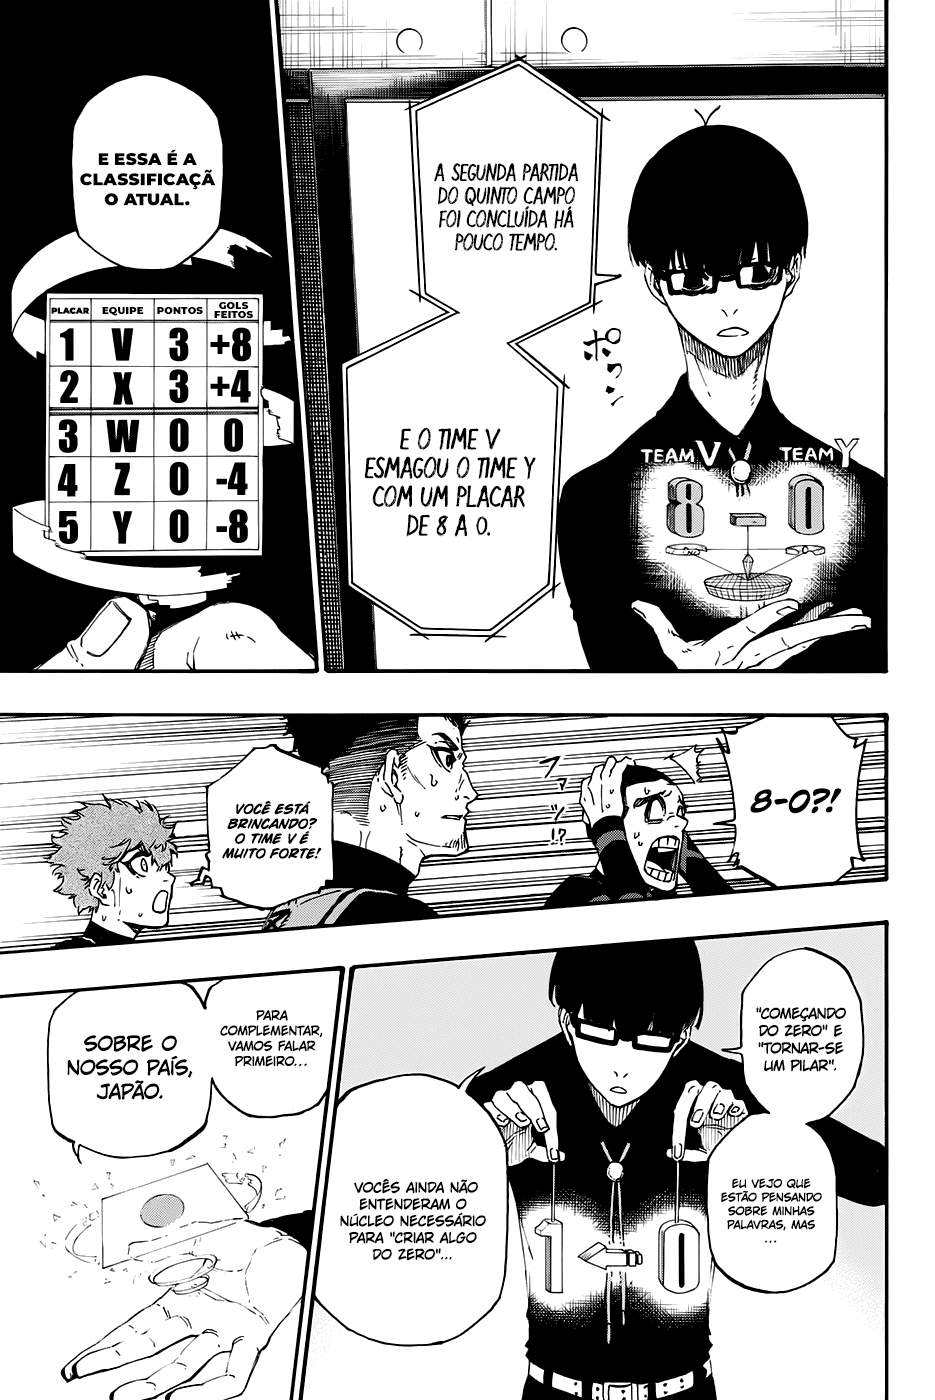 A SEGUNDA PARTIDA
DO QUINTO CAMPO
FOI CONCLUÍDA HÁ
POUCO TEMPO.
E O TIME V
ESMAGOU O TIME Y
COM UM PLACAR
DE 8 A 0.
TEAM V TEAM Y
8 - 0
E ESSA É A
CLASSIFICAÇÃ
O ATUAL.
PLACAR EQUIPE PONTOS GOLS FEITOS
1 V 3 +8
2 X 3 +4
3 W 0 0
4 Z 0 -4
5 Y 0 -8
8-0?!
!?
VOCÊ ESTÁ
BRINCANDO?
O TIME V É
MUITO FORTE!
"COMEÇANDO
DO ZERO" E
"TORNAR-SE
UM PILAR".
EU VEJO QUE
ESTÃO PENSANDO
SOBRE MINHAS
PALAVRAS, MAS
...
1 0
VOCÊS AINDA NÃO
ENTENDERAM O
NÚCLEO NECESSÁRIO
PARA "CRIAR ALGO
DO ZERO"...
PARA
COMPLEMENTAR,
VAMOS FALAR
PRIMEIRO...
SOBRE O
NOSSO PAÍS,
JAPÃO.